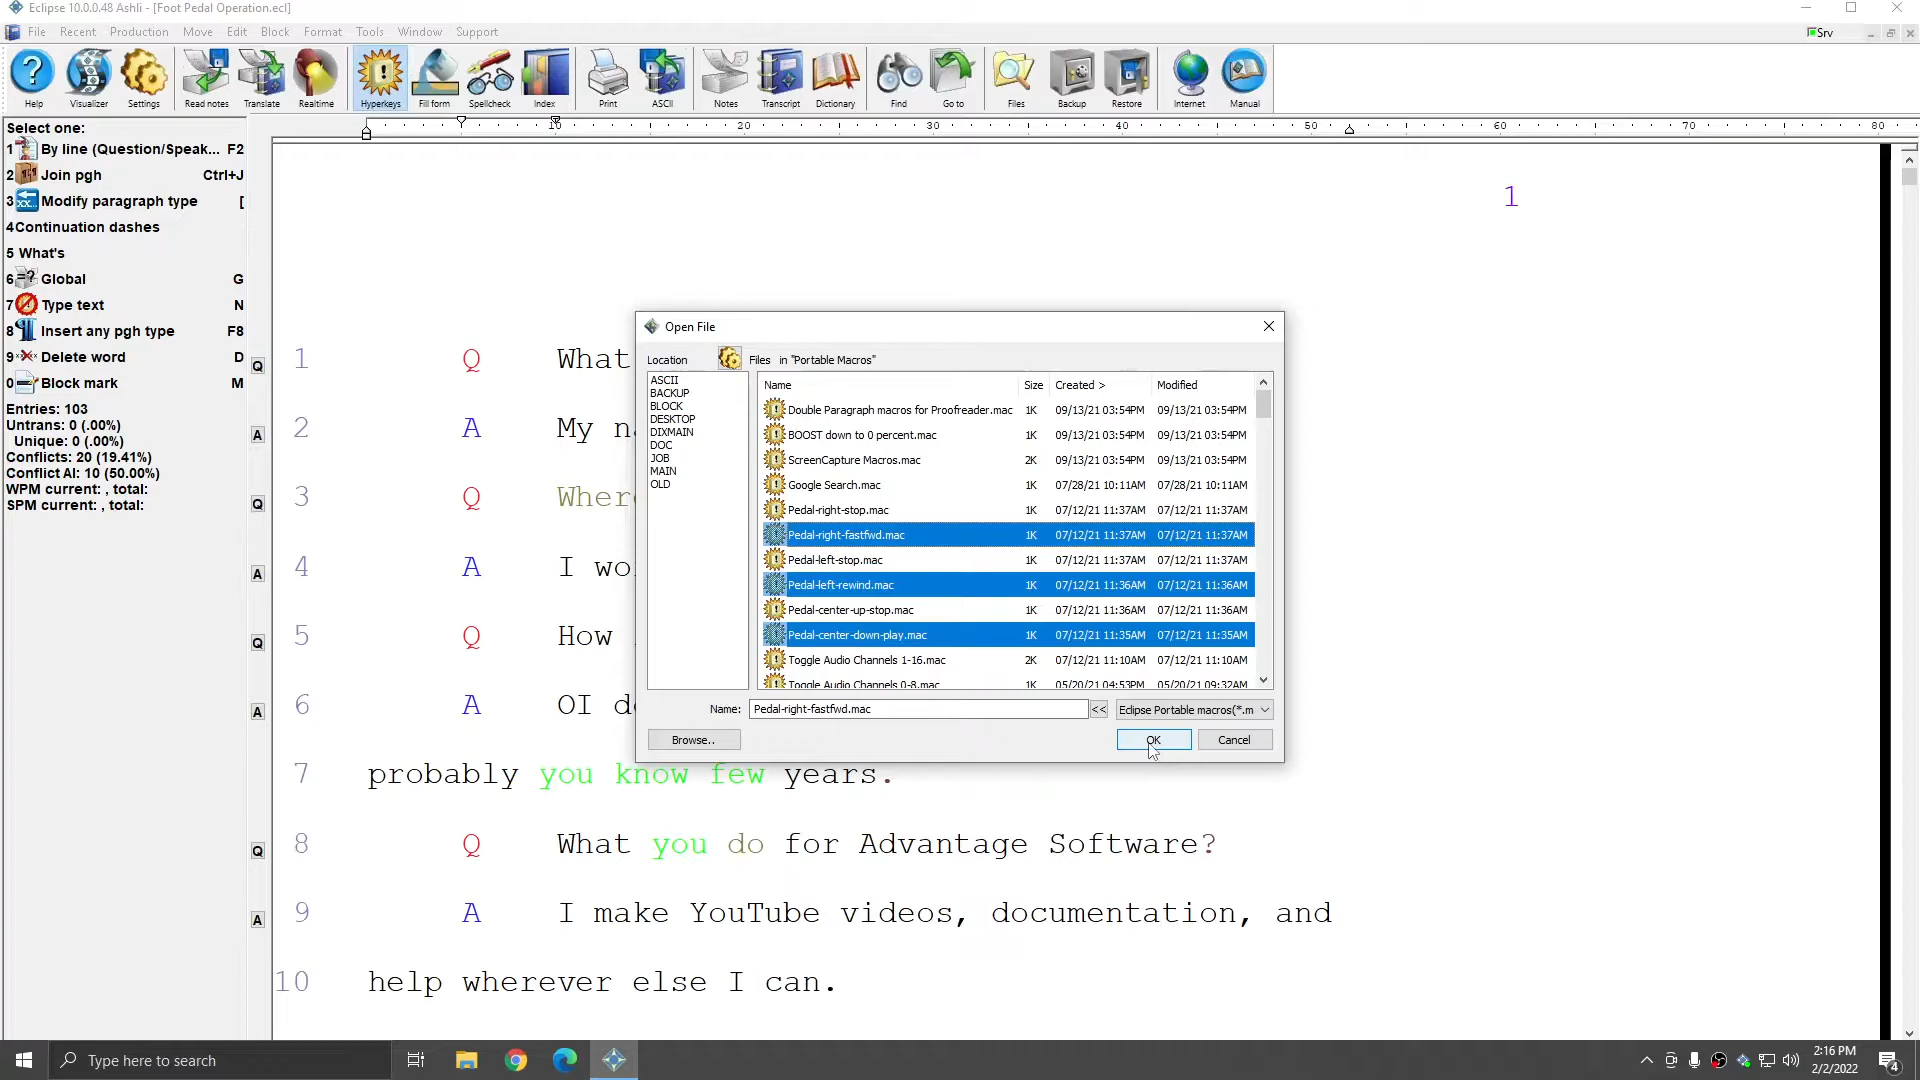 Eclipse 10.0.0.48 Ashli - [Foot Pedal Operation.ecl]
File Recent Production Move Edit Block Format Tools Window Support
Srv
Help Visualizer Settings Read notes Translate Realtime Hyperkeys Fill form Spellcheck Index Print ASCII Notes Transcript Dictionary Find Go to Files Backup Restore Internet Manual
10 20 30 40 50 60 70 80
Select one:
1 By line (Question/Speak... F2
2 Join pgh Ctrl+J
3 Modify paragraph type [
4Continuation dashes
5 What's
6 Global G
7 Type text N
8 Insert any pgh type F8
9 Delete word D
0 Block mark M
Entries: 103
Untrans: 0 (.00%)
Unique: 0 (.00%)
Conflicts: 20 (19.41%)
Conflict AI: 10 (50.00%)
WPM current: , total:
SPM current: , total:
1
Q 1 Q What
A 2 A My
Q 3 Q Where
A 4 A I
Q 5 Q How
A 6 A OI
7 probably you know few years.
Q 8 Q What you do for Advantage Software?
A 9 A I make YouTube videos, documentation, and
10 help wherever else I can.
Open File
Location
ASCII
BACKUP
BLOCK
DESKTOP
DIXMAIN
DOC
JOB
MAIN
OLD
Files in "Portable Macros"
Name Size Created > Modified
Double Paragraph macros for Proofreader.mac 1K 09/13/21 03:54PM 09/13/21 03:54PM
BOOST down to 0 percent.mac 1K 09/13/21 03:54PM 09/13/21 03:54PM
ScreenCapture Macros.mac 2K 09/13/21 03:54PM 09/13/21 03:54PM
Google Search.mac 1K 07/28/21 10:11AM 07/28/21 10:11AM
Pedal-right-stop.mac 1K 07/12/21 11:37AM 07/12/21 11:37AM
Pedal-right-fastfwd.mac 1K 07/12/21 11:37AM 07/12/21 11:37AM
Pedal-left-stop.mac 1K 07/12/21 11:37AM 07/12/21 11:37AM
Pedal-left-rewind.mac 1K 07/12/21 11:36AM 07/12/21 11:36AM
Pedal-center-up-stop.mac 1K 07/12/21 11:36AM 07/12/21 11:36AM
Pedal-center-down-play.mac 1K 07/12/21 11:35AM 07/12/21 11:35AM
Toggle Audio Channels 1-16.mac 2K 07/12/21 11:10AM 07/12/21 11:10AM
Toggle Audio Channels 0-8.mac 1K 05/20/21 04:53PM 05/20/21 09:32AM
Name: Pedal-right-fastfwd.mac << Eclipse Portable macros(*.m
Browse.. OK Cancel
Type here to search
2:16 PM
2/2/2022
4